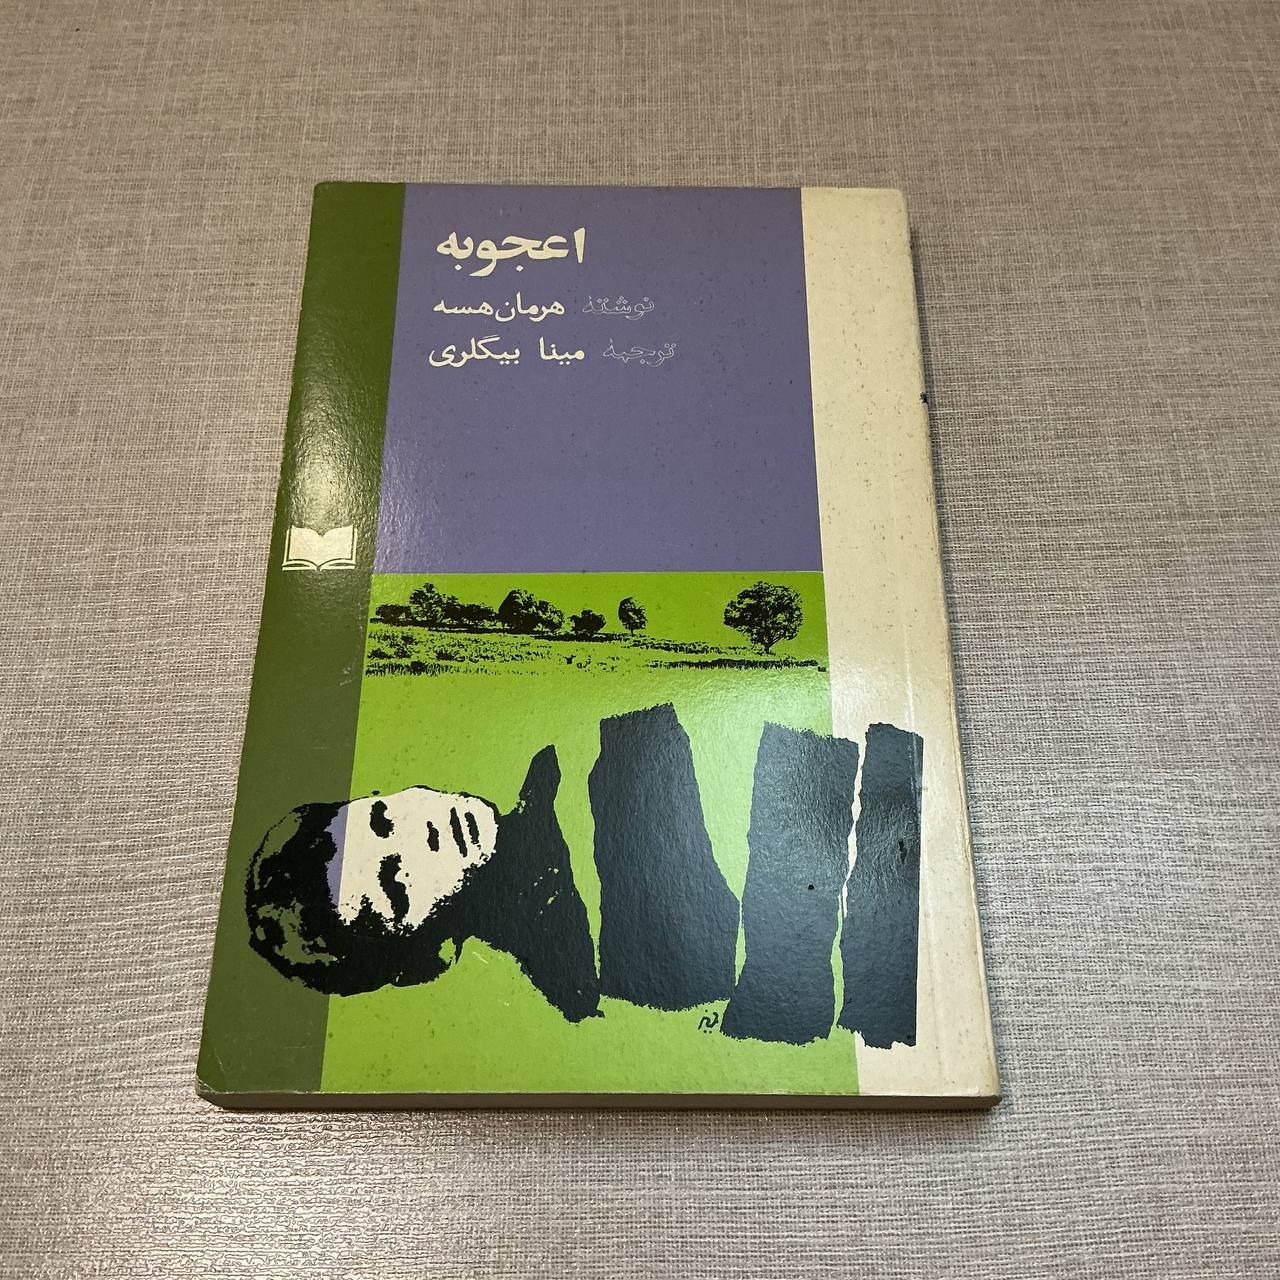 اعجوبه
نوشتهٔ هرمان هسه
ترجمهٔ مینا بیگلری